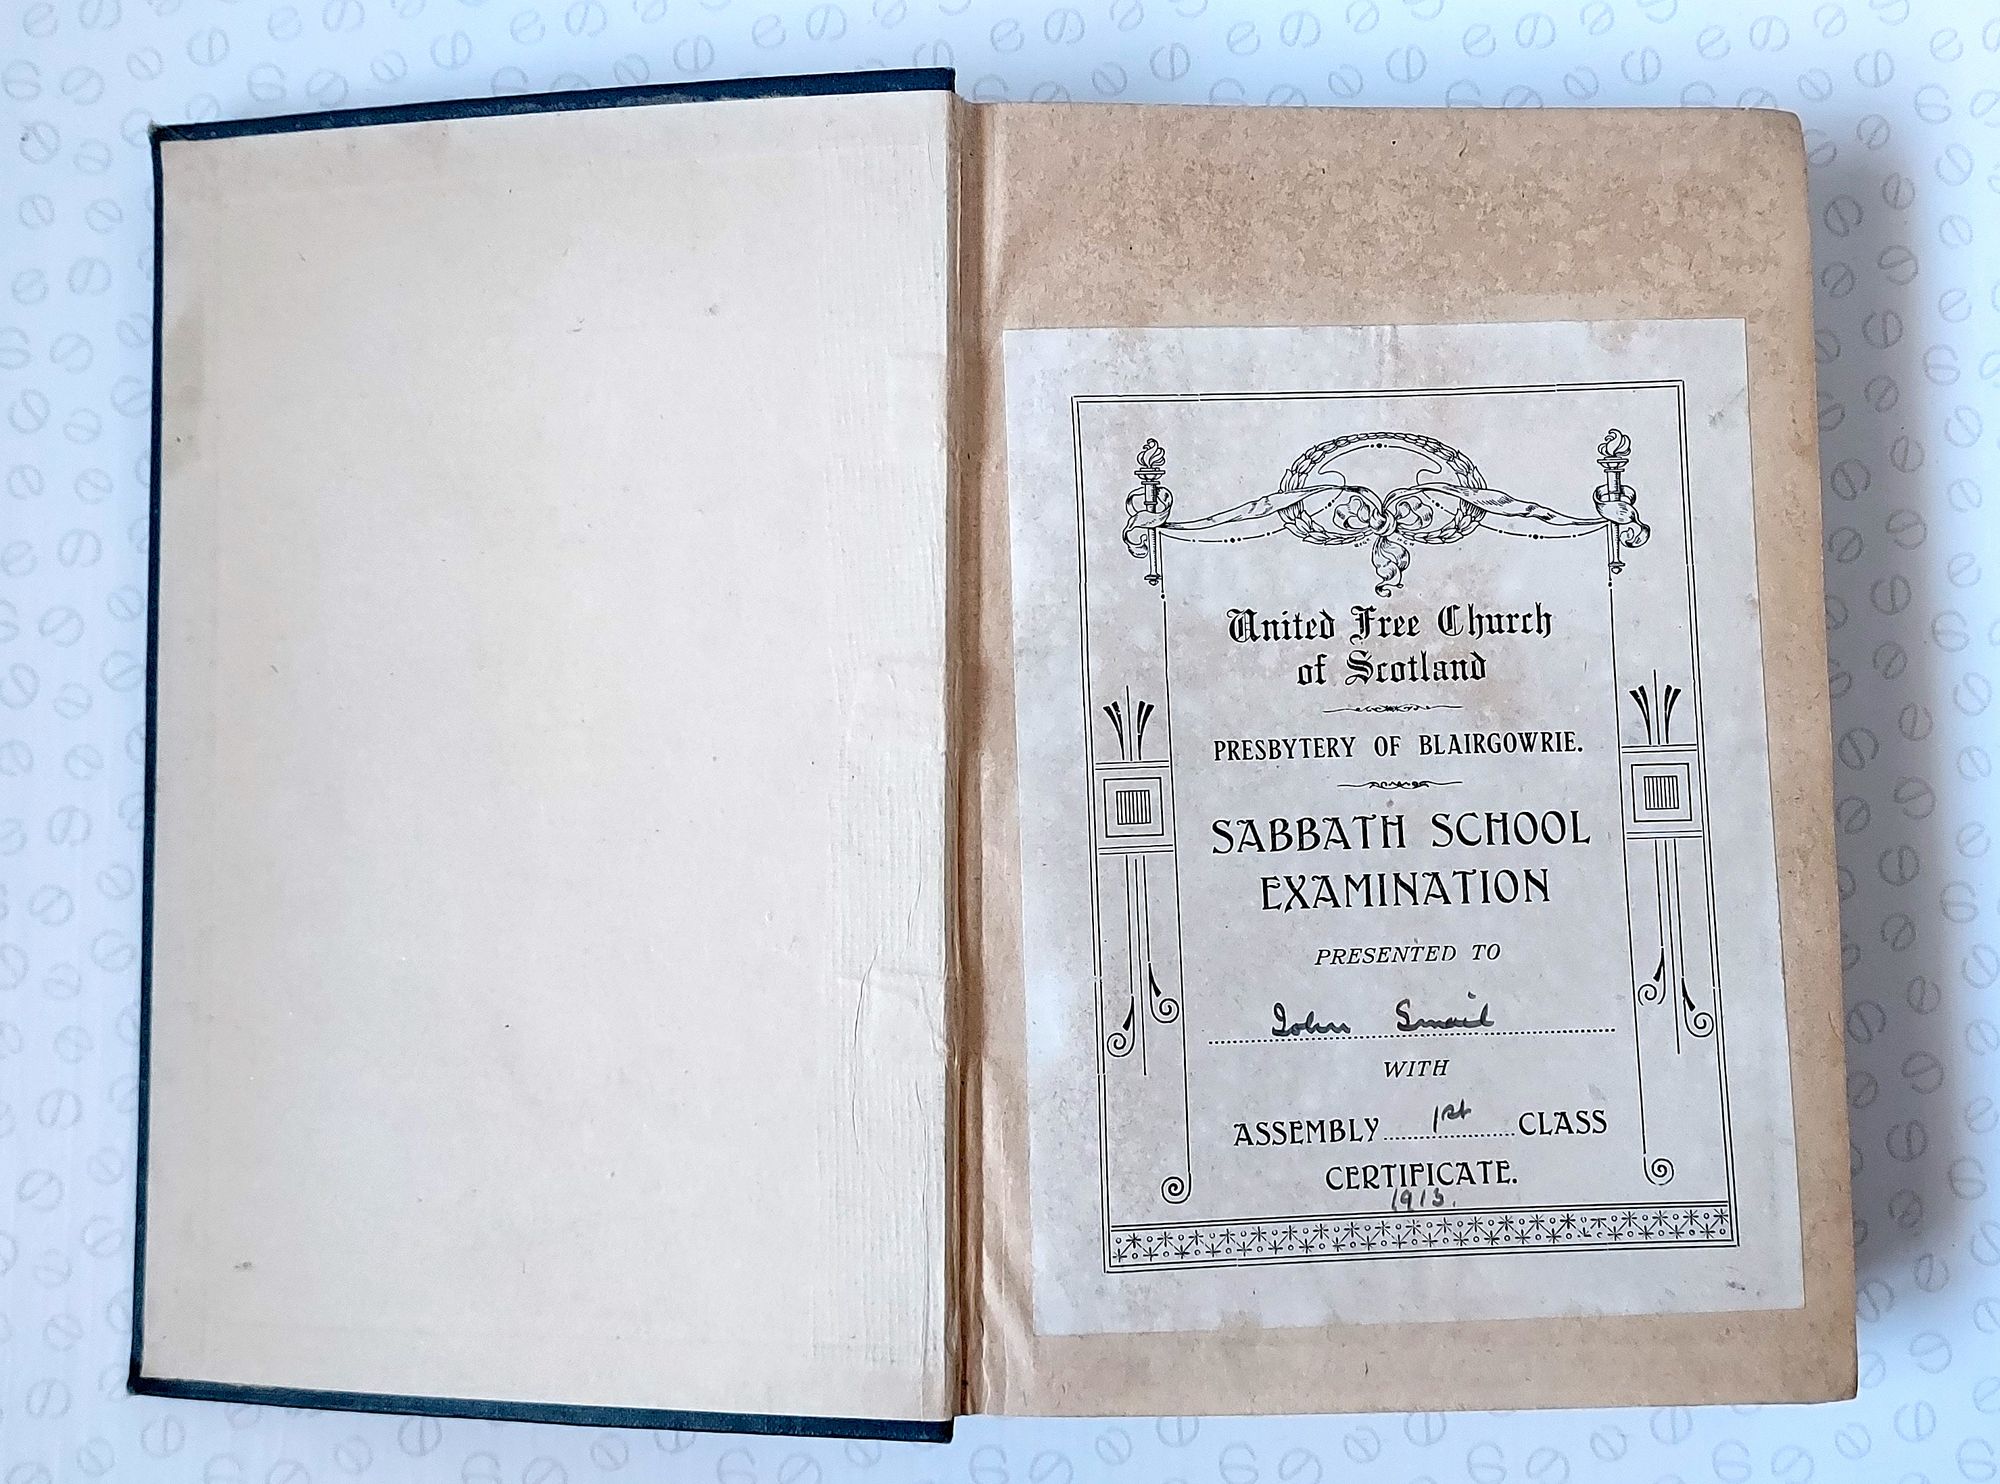 United Free Church
of Scotland
PRESBYTERY OF BLAIRGOWRIE.
SABBATH SCHOOL
EXAMINATION
PRESENTED TO
John Smail
WITH
ASSEMBLY 1st CLASS
CERTIFICATE.
1913.